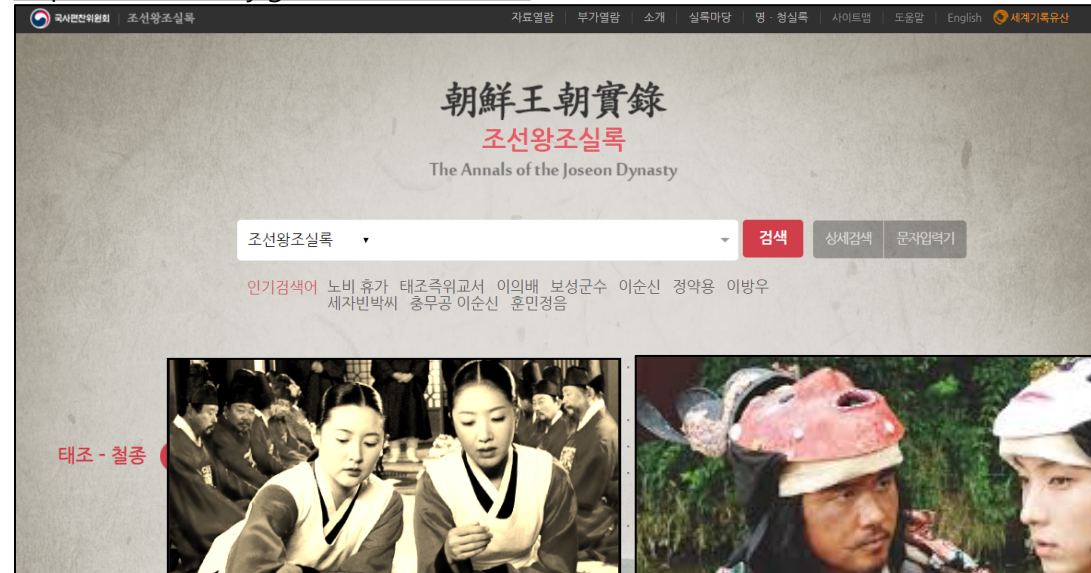 국사편찬위원회 조선왕조실록 자료열람 부가열람 소개 실록마당 명·청실록 사이트맵 도움말 English 세계기록유산
朝鮮王朝實錄
조선왕조실록
The Annals of the Joseon Dynasty
조선왕조실록 검색 상세검색 문자입력기
인기검색어 노비 휴가 태조즉위교서 이의배 보성군수 이순신 정약용 이방우
세자빈박씨 충무공 이순신 훈민정음
태조 - 철종